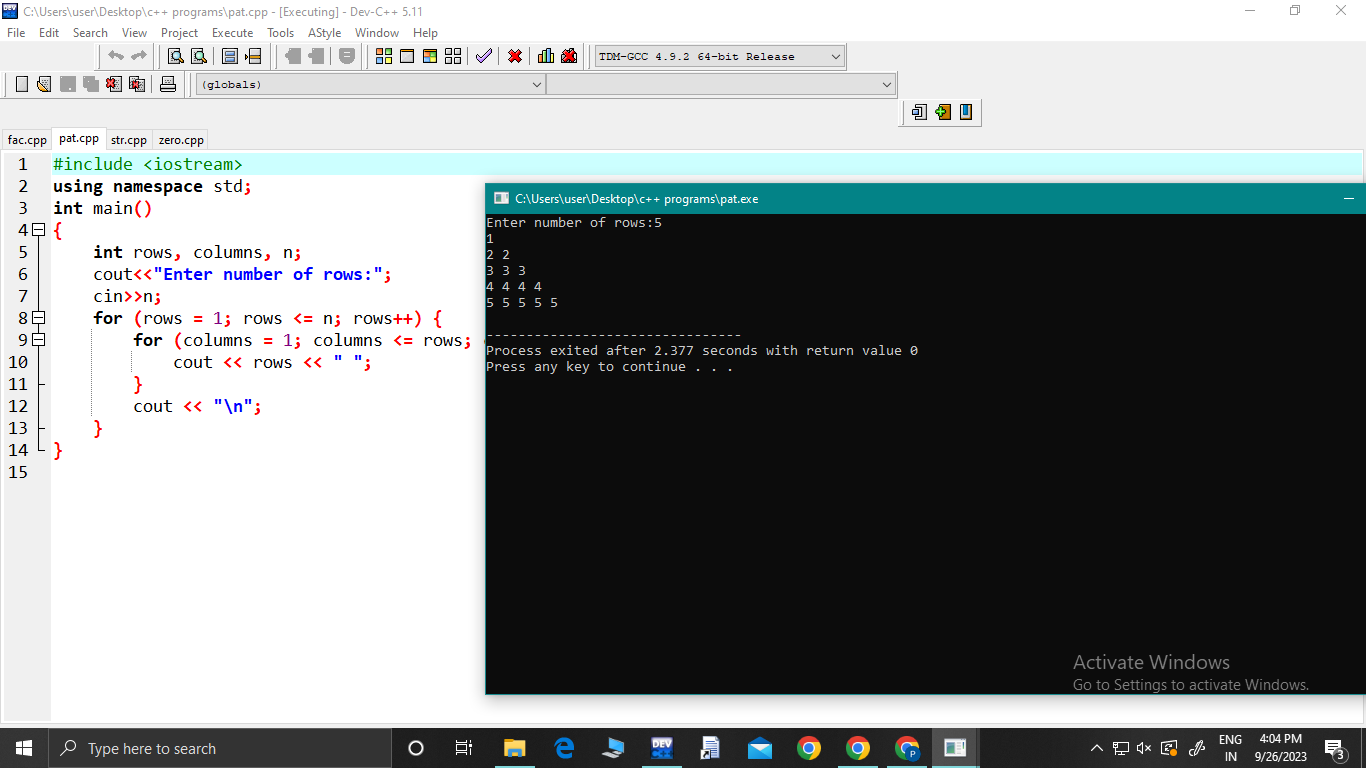 C:\Users\user\Desktop\c++ programs\pat.cpp - [Executing] - Dev-C++ 5.11
File Edit Search View Project Execute Tools AStyle Window Help
TDM-GCC 4.9.2 64-bit Release
(globals)
fac.cpp pat.cpp str.cpp zero.cpp
1 #include <iostream>
2 using namespace std;
3 int main()
4 {
5 int rows, columns, n;
6 cout<<"Enter number of rows:";
7 cin>>n;
8 for (rows = 1; rows <= n; rows++) {
9 for (columns = 1; columns <= rows;
10 cout << rows << " ";
11 }
12 cout << "\n";
13 }
14 }
15
C:\Users\user\Desktop\c++ programs\pat.exe
Enter number of rows:5
1
2 2
3 3 3
4 4 4 4
5 5 5 5 5
--------------------------------
Process exited after 2.377 seconds with return value 0
Press any key to continue . . .
Activate Windows
Go to Settings to activate Windows.
Type here to search
DEV
C++
P
ENG
IN
4:04 PM
9/26/2023
3